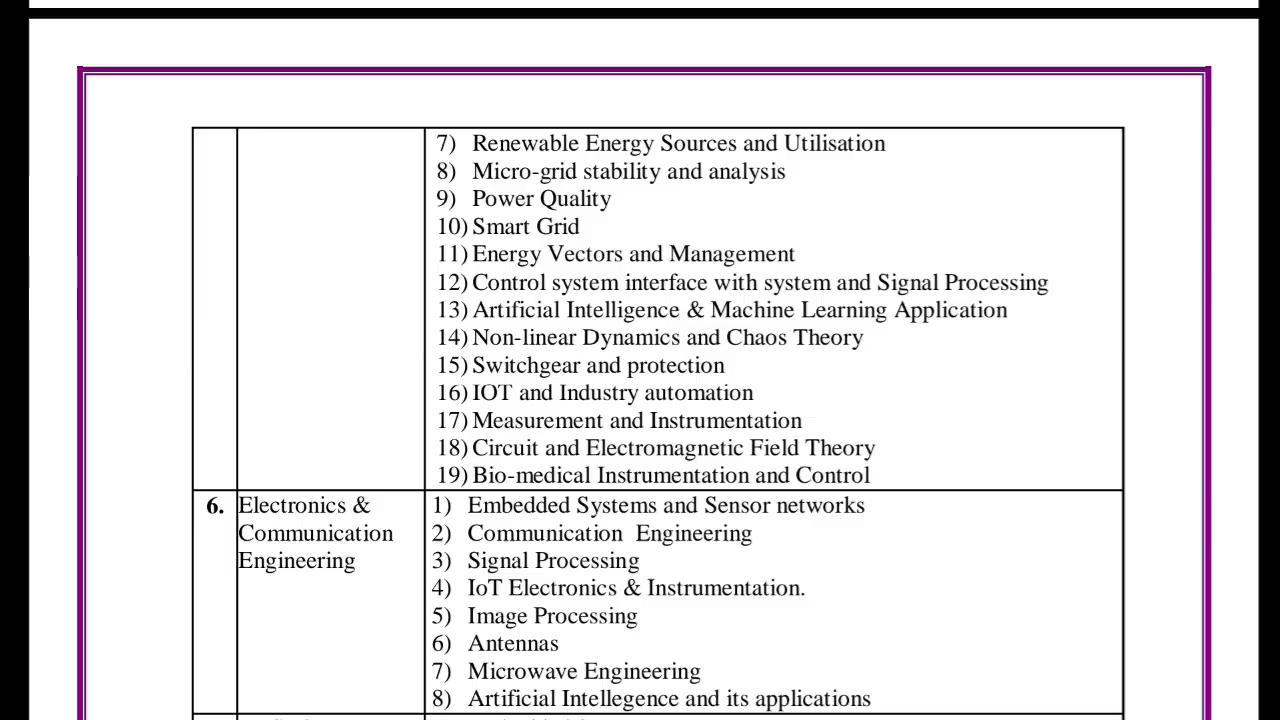 7) Renewable Energy Sources and Utilisation
8) Micro-grid stability and analysis
9) Power Quality
10) Smart Grid
11) Energy Vectors and Management
12) Control system interface with system and Signal Processing
13) Artificial Intelligence & Machine Learning Application
14) Non-linear Dynamics and Chaos Theory
15) Switchgear and protection
16) IOT and Industry automation
17) Measurement and Instrumentation
18) Circuit and Electromagnetic Field Theory
19) Bio-medical Instrumentation and Control
6. Electronics &
Communication
Engineering
1) Embedded Systems and Sensor networks
2) Communication Engineering
3) Signal Processing
4) IoT Electronics & Instrumentation.
5) Image Processing
6) Antennas
7) Microwave Engineering
8) Artificial Intellegence and its applications